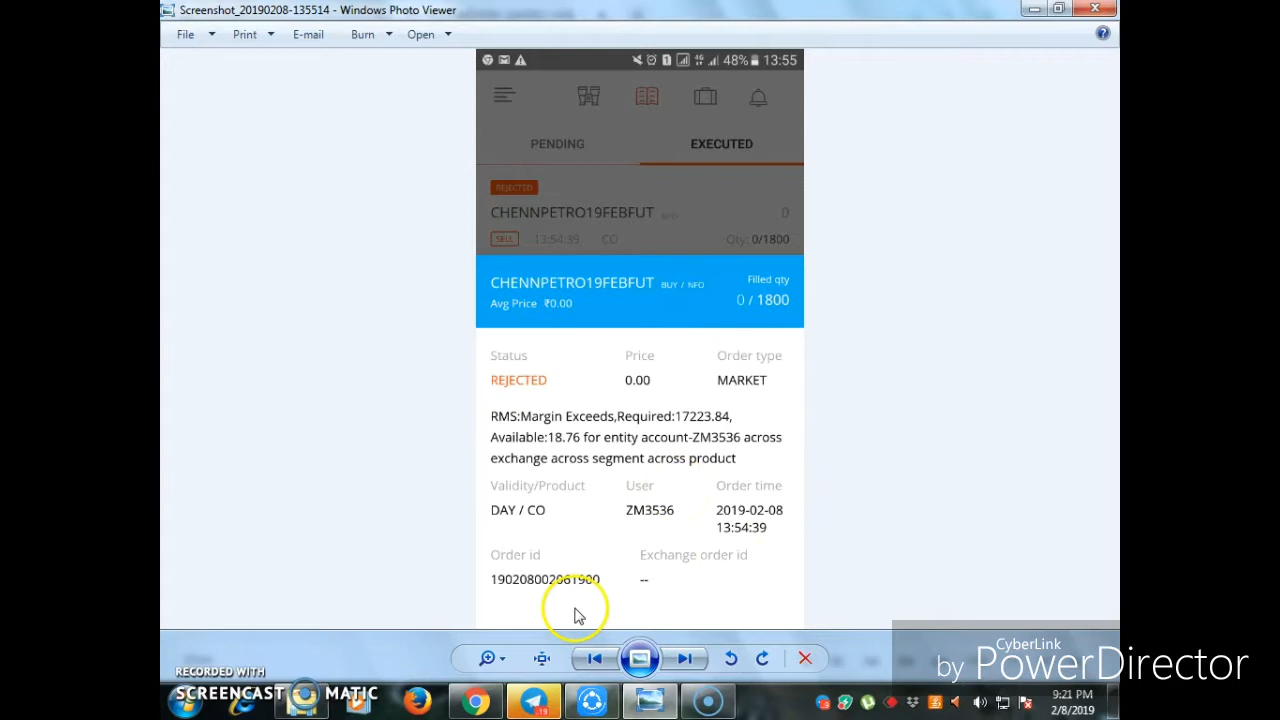 Screenshot_20190208-135514 - Windows Photo Viewer
File Print E-mail Burn Open
48% 13:55
PENDING EXECUTED
REJECTED
CHENNPETRO19FEBFUT NFO 0
SELL 13:54:39 CO Qty: 0/1800
CHENNPETRO19FEBFUT BUY / NFO Filled qty
Avg Price ₹0.00 0 / 1800
Status Price Order type
REJECTED 0.00 MARKET
RMS:Margin Exceeds,Required:17223.84,
Available:18.76 for entity account-ZM3536 across
exchange across segment across product
Validity/Product User Order time
DAY / CO ZM3536 2019-02-08
13:54:39
Order id Exchange order id
190208002061900 --
CyberLink
by PowerDirector
RECORDED WITH
SCREENCAST MATIC
9:21 PM
2/8/2019